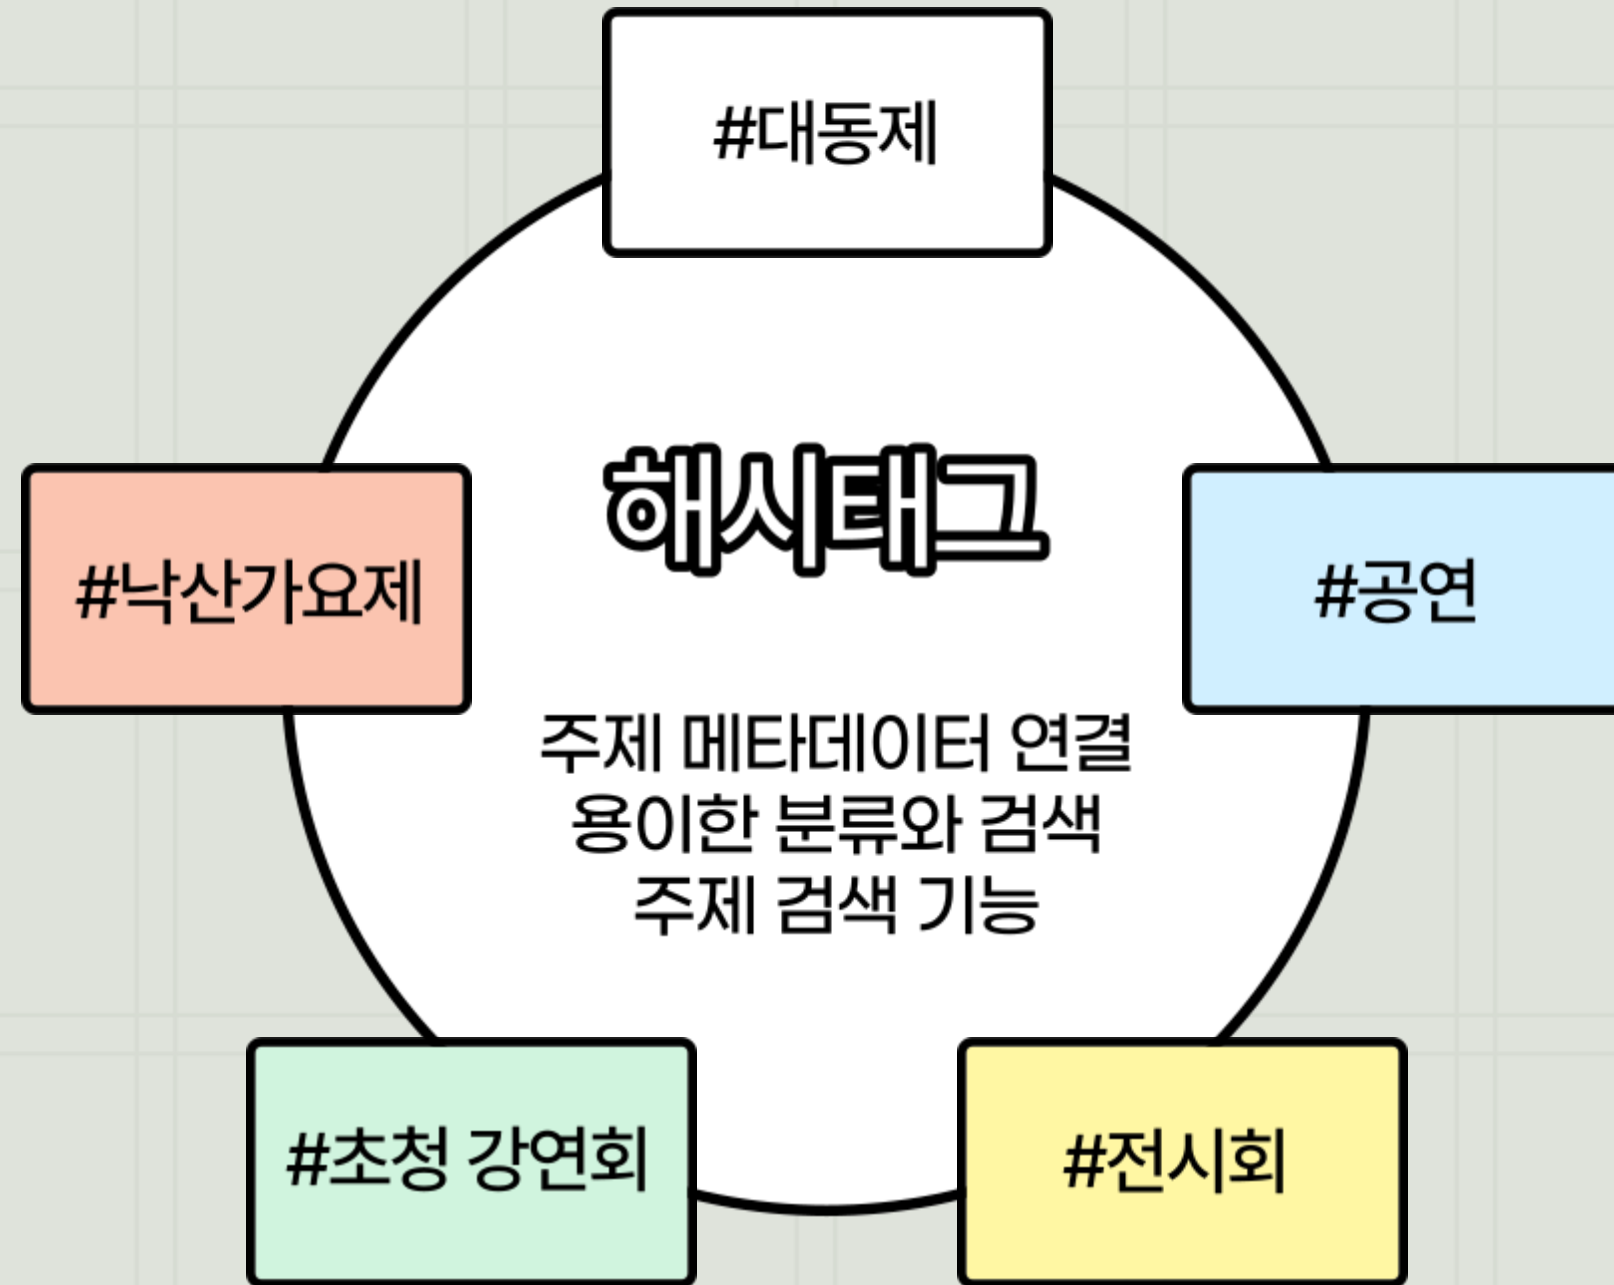 #대동제
해시태그
#낙산가요제
#공연
주제 메타데이터 연결
용이한 분류와 검색
주제 검색 기능
#초청 강연회
#전시회